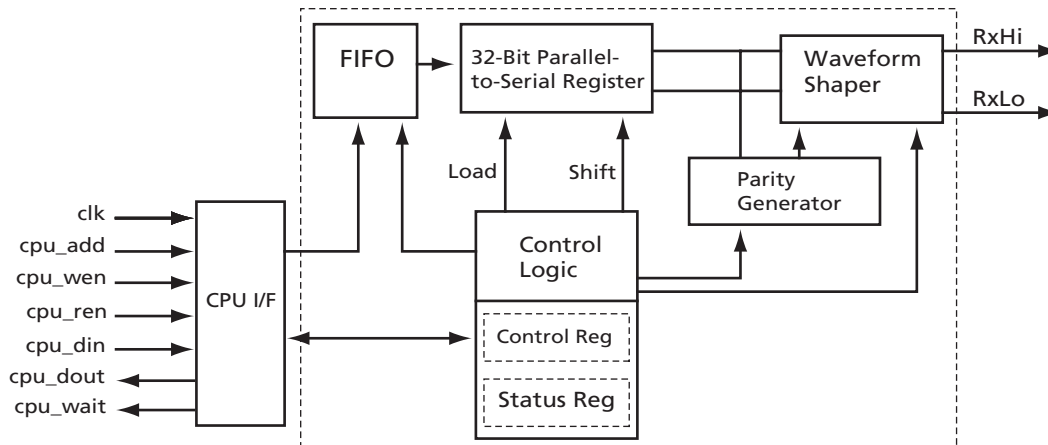 FIFO
32-Bit Parallel-
to-Serial Register
Waveform
Shaper
RxHi
RxLo
Load
Shift
Parity
Generator
clk
cpu_add
cpu_wen
cpu_ren
cpu_din
cpu_dout
cpu_wait
CPU I/F
Control
Logic
Control Reg
Status Reg